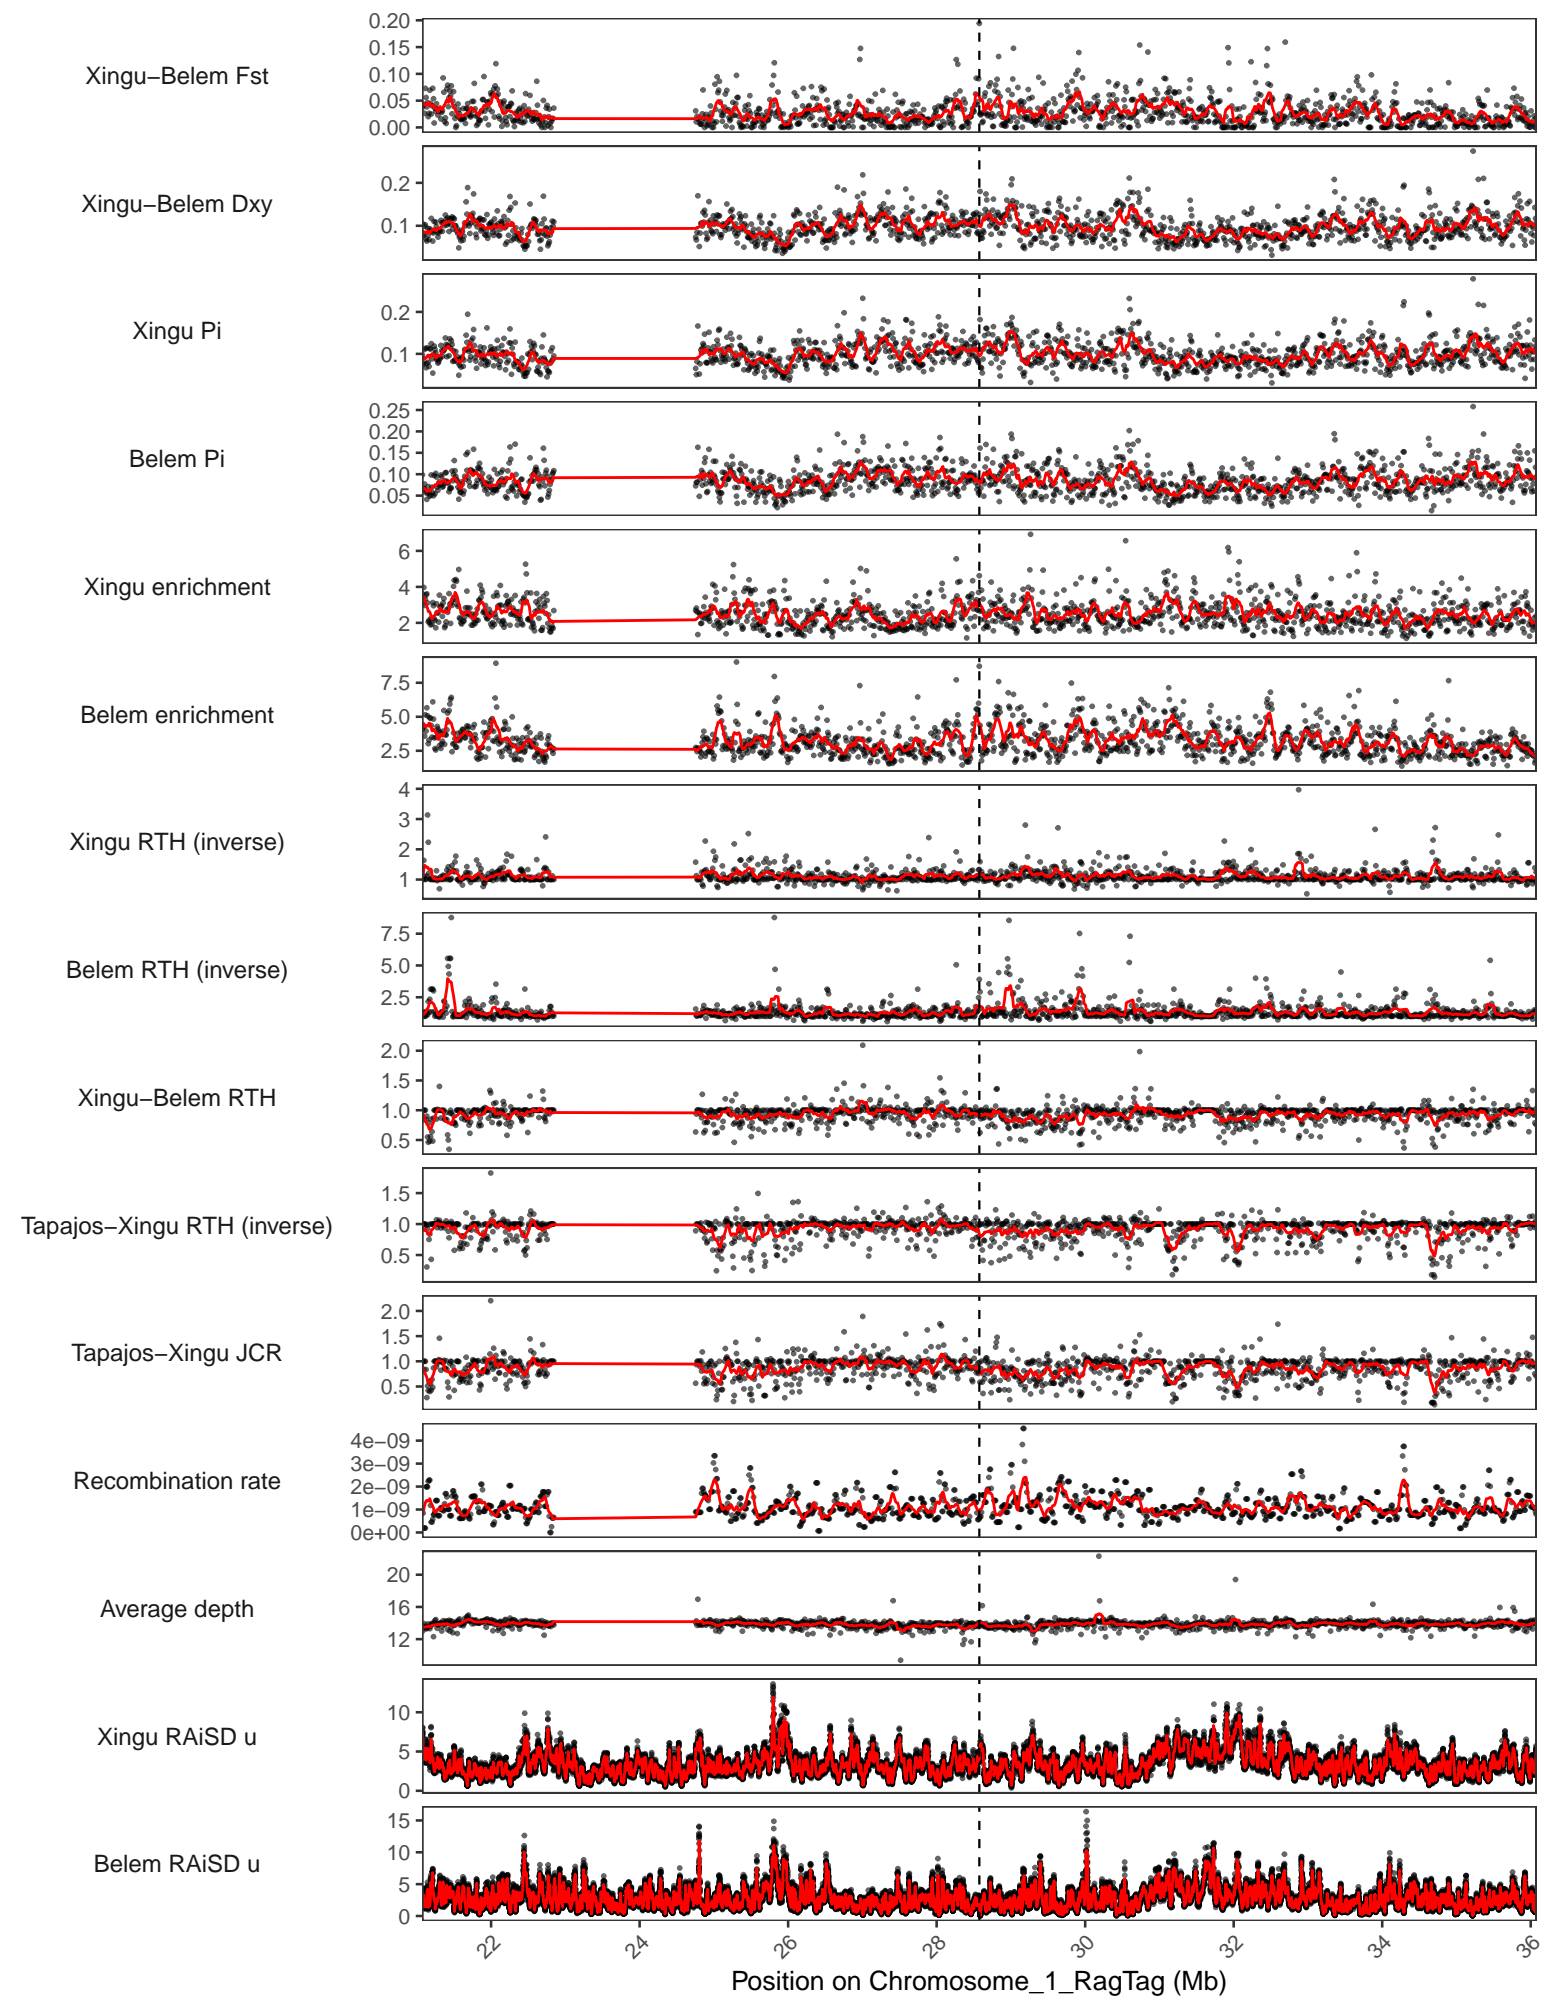 Xingu−Belem Fst
0.20
0.15
0.10
0.05
0.00
Xingu−Belem Dxy
0.2
0.1
Xingu Pi
0.2
0.1
Belem Pi
0.25
0.20
0.15
0.10
0.05
Xingu enrichment
6
4
2
Belem enrichment
7.5
5.0
2.5
Xingu RTH (inverse)
4
3
2
1
Belem RTH (inverse)
7.5
5.0
2.5
Xingu−Belem RTH
2.0
1.5
1.0
0.5
Tapajos−Xingu RTH (inverse)
1.5
1.0
0.5
Tapajos−Xingu JCR
2.0
1.5
1.0
0.5
Recombination rate
4e−09
3e−09
2e−09
1e−09
0e+00
Average depth
20
16
12
Xingu RAiSD u
10
5
0
Belem RAiSD u
15
10
5
0
22 24 26 28 30 32 34 36
Position on Chromosome_1_RagTag (Mb)